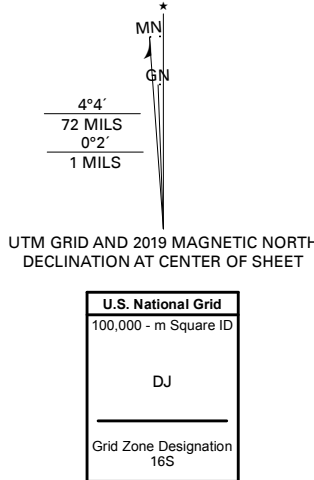 MN
GN
4°4´
72 MILS
0°2´
1 MILS
UTM GRID AND 2019 MAGNETIC NORTH
DECLINATION AT CENTER OF SHEET
U.S. National Grid
100,000 - m Square ID
DJ
Grid Zone Designation
16S